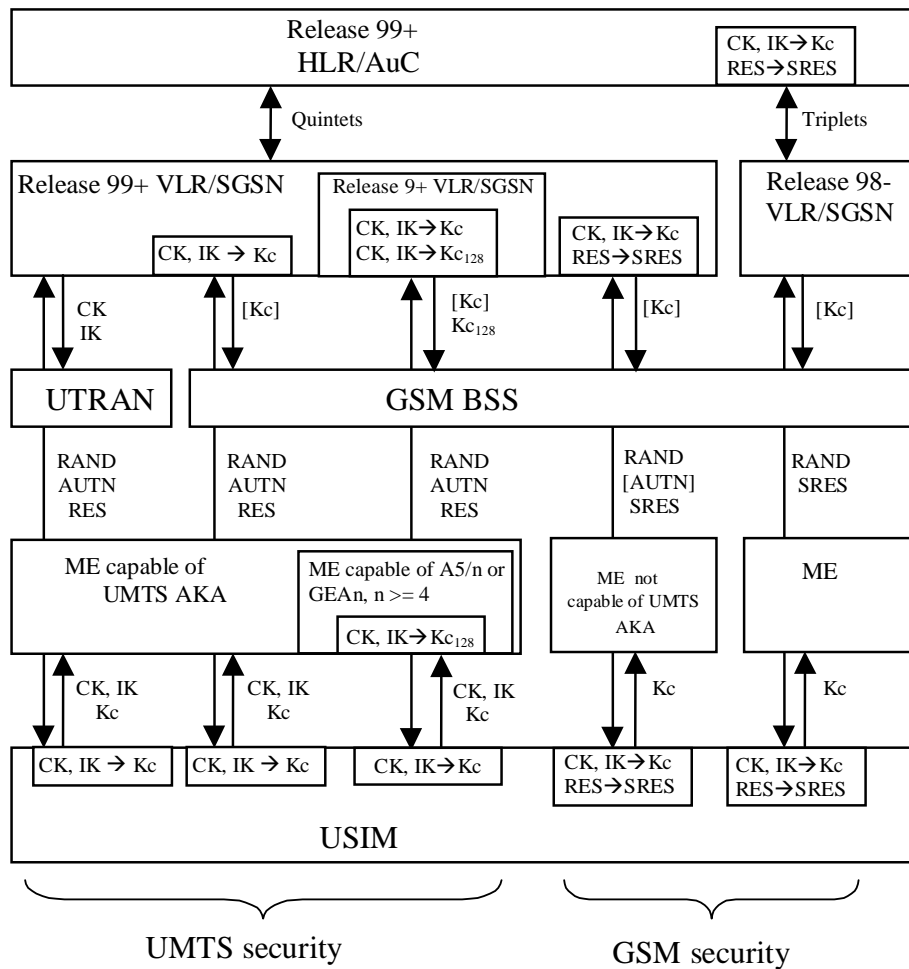 Release 99+
HLR/AuC
CK, IK→Kc
RES→SRES
Quintets
Triplets
Release 99+ VLR/SGSN
CK, IK → Kc
Release 9+ VLR/SGSN
CK, IK→Kc
CK, IK→Kc₁₂₈
CK, IK→Kc
RES→SRES
Release 98-
VLR/SGSN
CK
IK
[Kc]
[Kc]
Kc₁₂₈
[Kc]
[Kc]
UTRAN
GSM BSS
RAND
AUTN
RES
RAND
AUTN
RES
RAND
AUTN
RES
RAND
[AUTN]
SRES
RAND
SRES
ME capable of
UMTS AKA
ME capable of A5/n or
GEAn, n >= 4
CK, IK→Kc₁₂₈
ME not
capable of UMTS
AKA
ME
CK, IK
Kc
CK, IK
Kc
CK, IK
Kc
Kc
Kc
CK, IK → Kc
CK, IK → Kc
CK, IK→Kc
CK, IK→Kc
RES→SRES
CK, IK→Kc
RES→SRES
USIM
UMTS security
GSM security